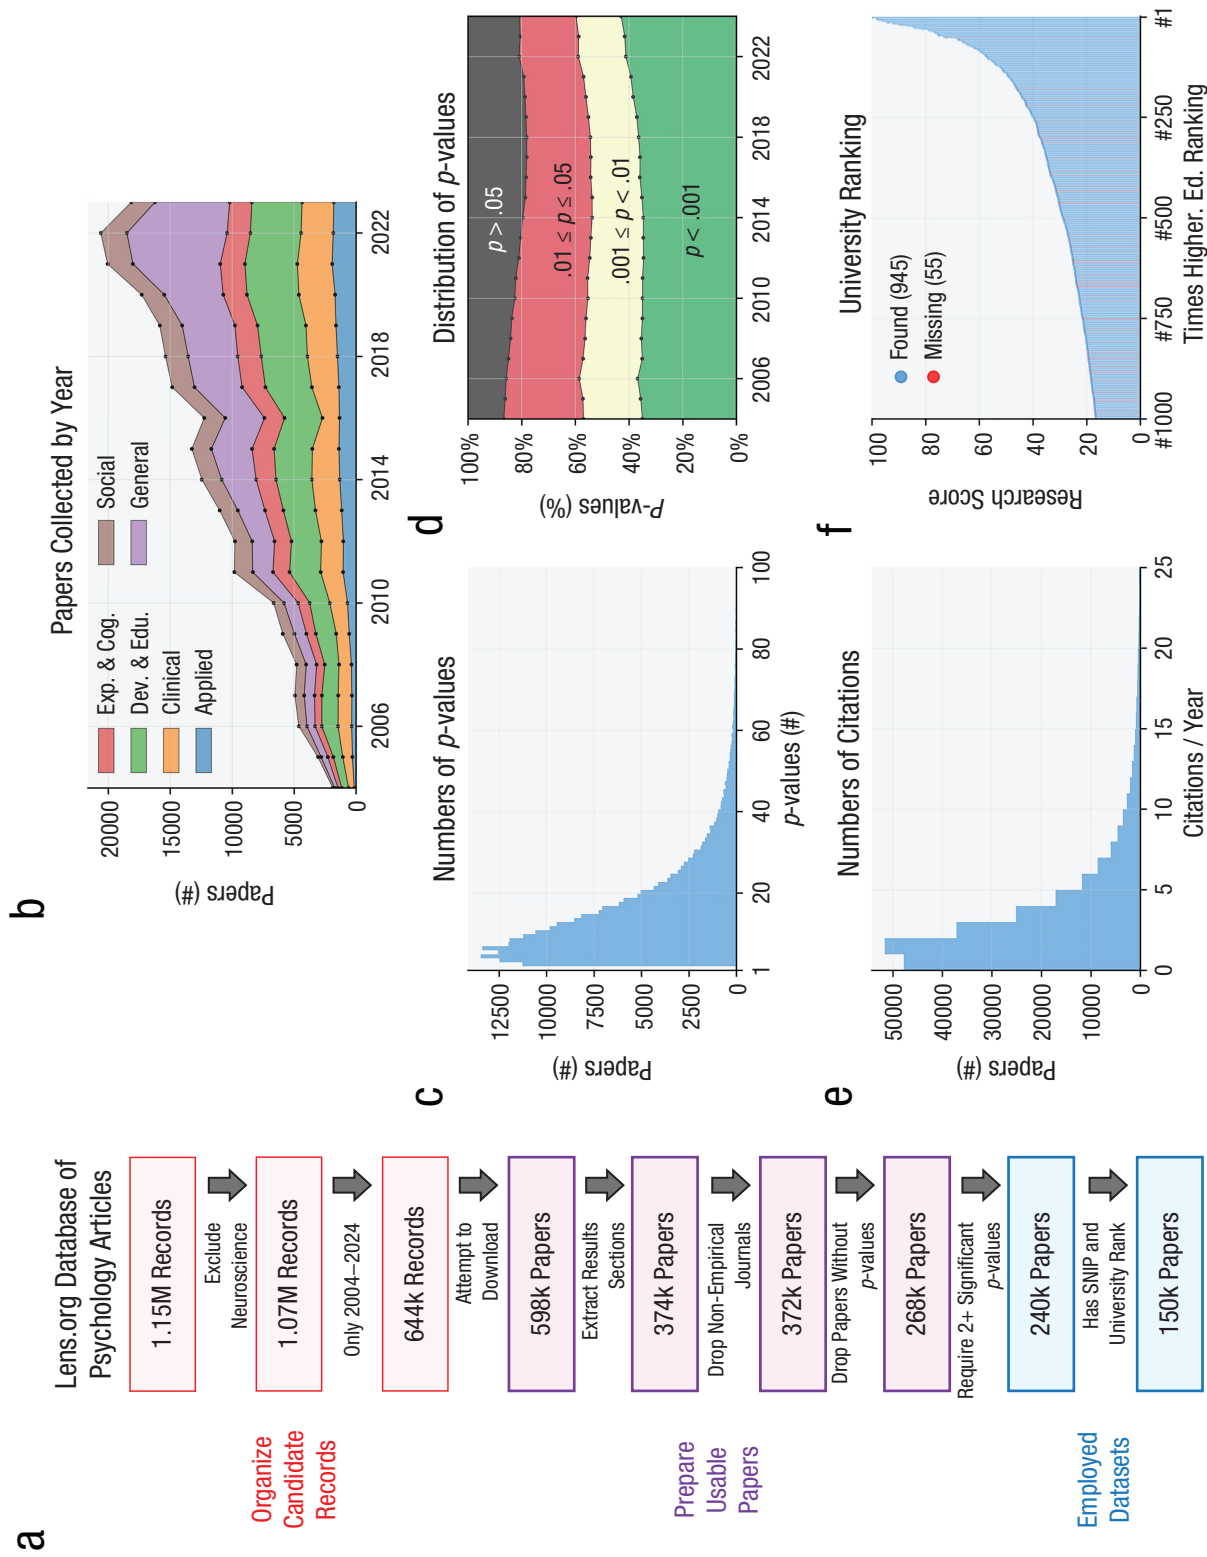 a
Lens.org Database of
Psychology Articles
Organize
Candidate
Records
1.15M Records
Exclude
Neuroscience
1.07M Records
Only 2004–2024
644k Records
Attempt to
Download
Prepare
Usable
Papers
598k Papers
Extract Results
Sections
374k Papers
Drop Non-Empirical
Journals
372k Papers
Drop Papers Without
p-values
268k Papers
Require 2+ Significant
p-values
Employed
Datasets
240k Papers
Has SNIP and
University Rank
150k Papers
b
Papers Collected by Year
Papers (#)
20000
15000
10000
5000
0
Exp. & Cog.
Dev. & Edu.
Clinical
Applied
Social
General
2006
2010
2014
2018
2022
c
Numbers of p-values
Papers (#)
12500
10000
7500
5000
2500
0
1
20
40
60
80
100
p-values (#)
d
Distribution of p-values
P-values (%)
100%
80%
60%
40%
20%
0%
p > .05
.01 ≤ p ≤ .05
.001 ≤ p < .01
p < .001
2006
2010
2014
2018
2022
e
Numbers of Citations
Papers (#)
50000
40000
30000
20000
10000
0
0
5
10
15
20
25
Citations / Year
f
University Ranking
Research Score
100
80
60
40
20
0
Found (945)
Missing (55)
#1000
#750
#500
#250
#1
Times Higher. Ed. Ranking